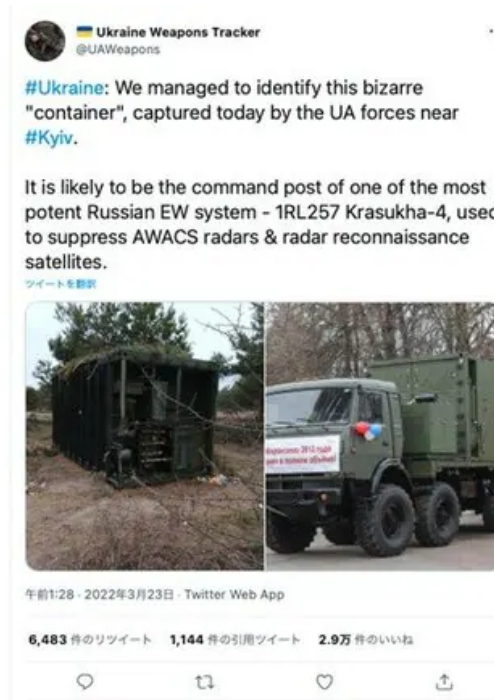 Ukraine Weapons Tracker
@UAWeapons
#Ukraine: We managed to identify this bizarre
"container", captured today by the UA forces near
#Kyiv.
It is likely to be the command post of one of the most
potent Russian EW system - 1RL257 Krasukha-4, used
to suppress AWACS radars & radar reconnaissance
satellites.
ツイートを翻訳
午前1:28 · 2022年3月23日 · Twitter Web App
6,483 件のリツイート 1,144 件の引用ツイート 2.9万 件のいいね